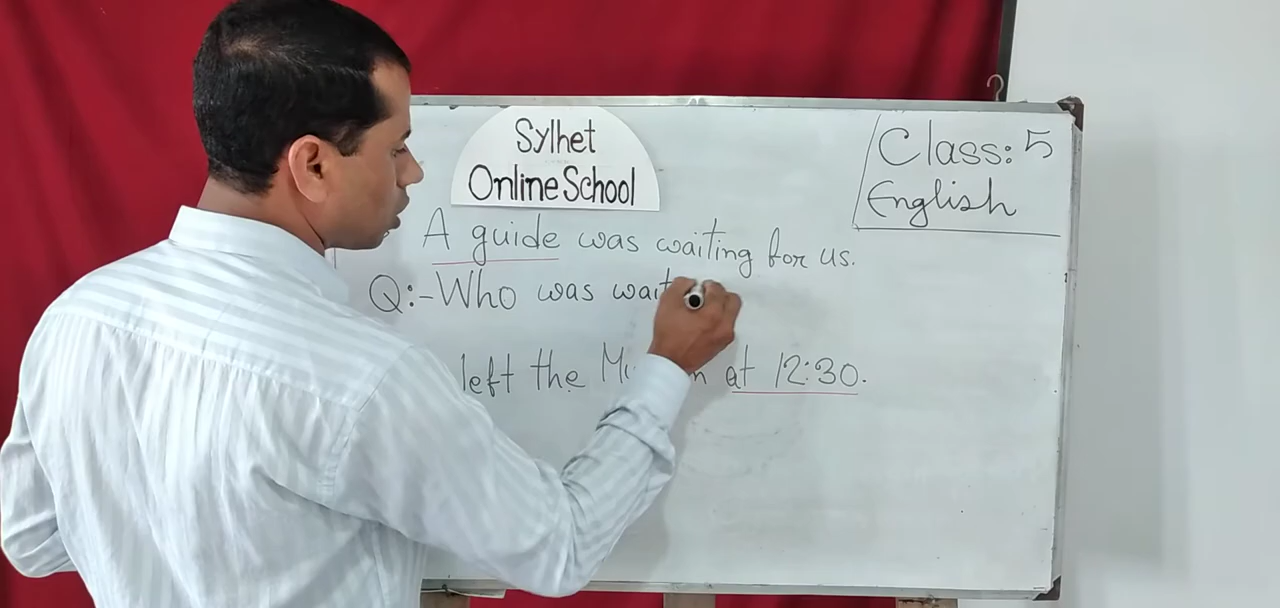 Sylhet
Online School
Class: 5
English
A guide was waiting for us.
Q:- Who was wait
left the at 12:30.